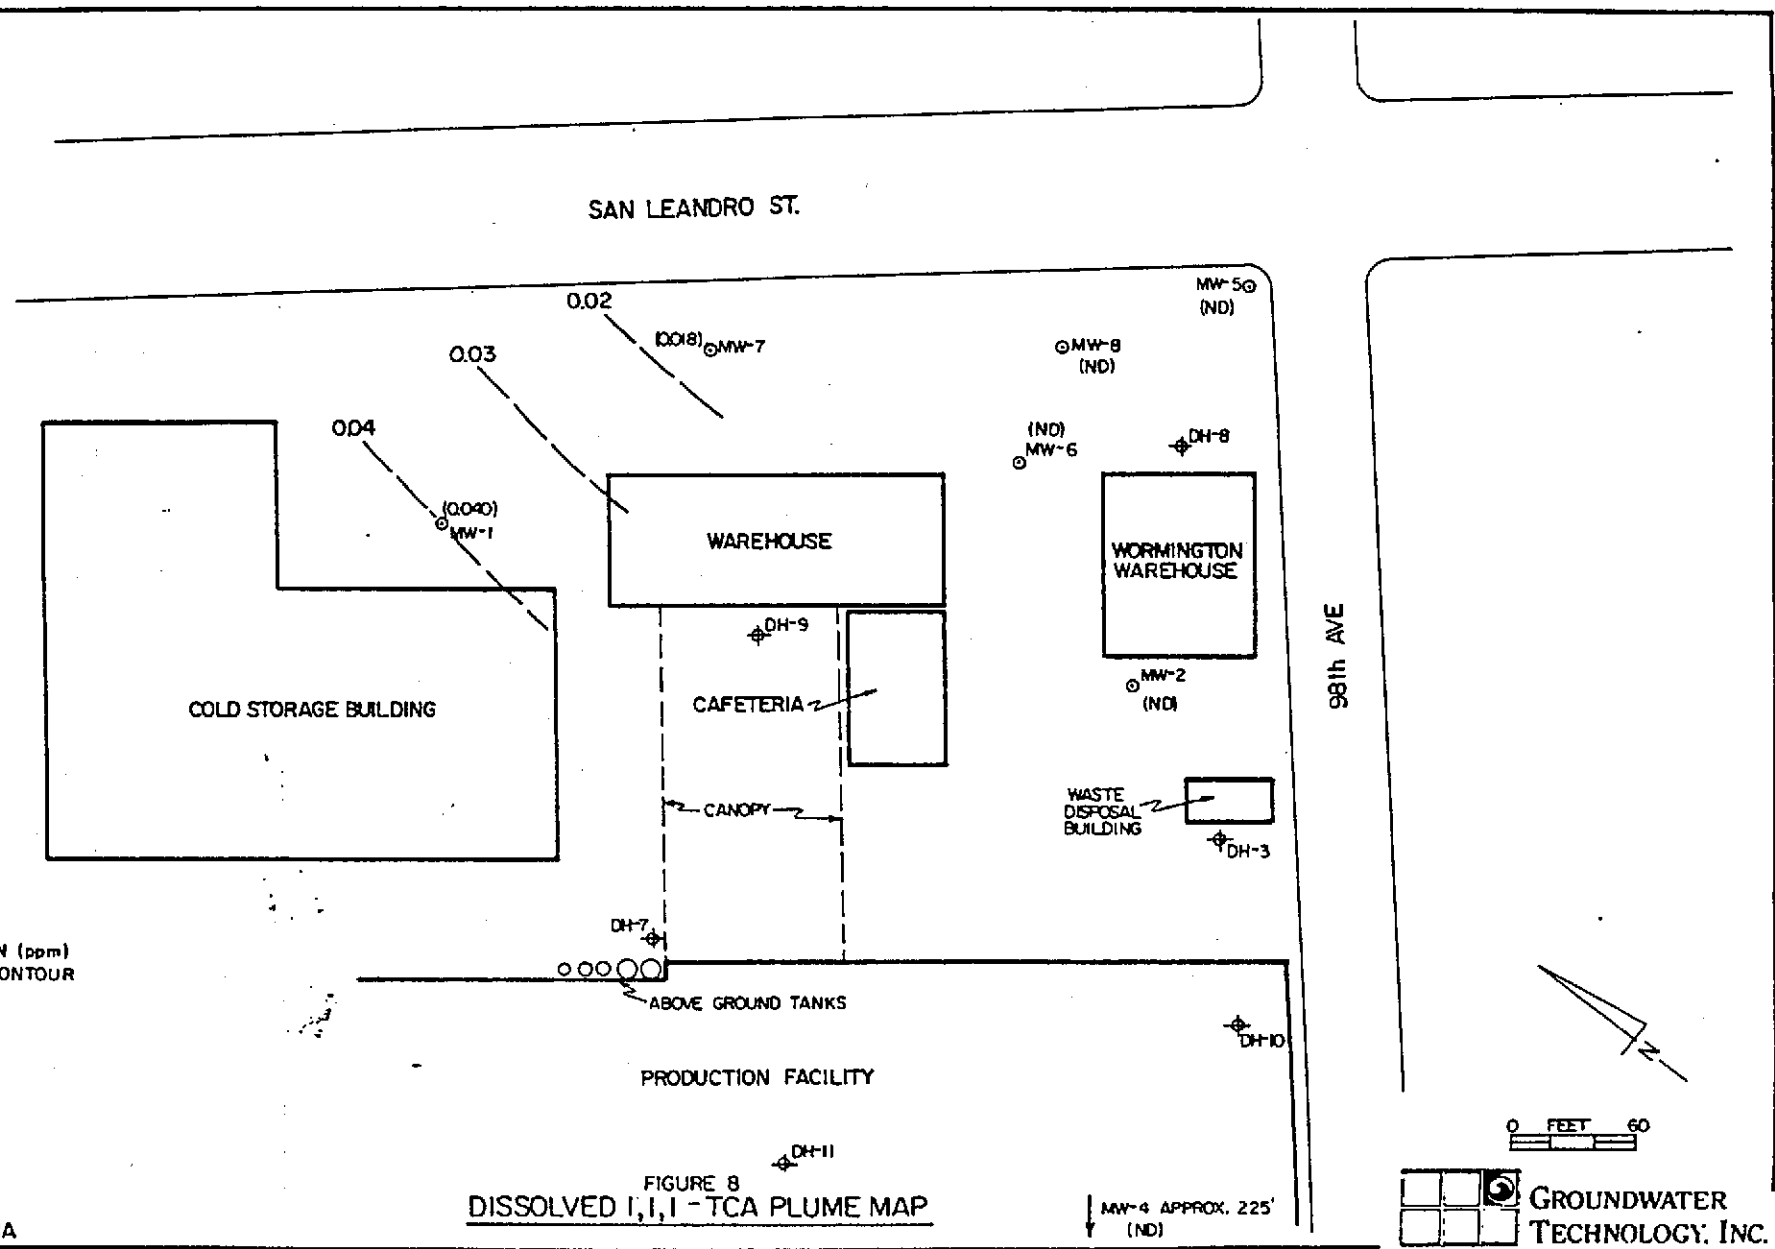 SAN LEANDRO ST.
0.02
MW-5
(ND)
0.03
(0.018)
MW-7
MW-8
(ND)
0.04
(ND)
MW-6
DH-8
(0.040)
MW-1
WAREHOUSE
WORMINGTON
WAREHOUSE
98th AVE
DH-9
MW-2
(ND)
COLD STORAGE BUILDING
CAFETERIA
CANOPY
WASTE
DISPOSAL
BUILDING
DH-3
DH-7
N (ppm)
ONTOUR
ABOVE GROUND TANKS
DH-10
N
PRODUCTION FACILITY
0 FEET 60
DH-11
FIGURE 8
DISSOLVED 1,1,1-TCA PLUME MAP
MW-4 APPROX. 225'
(ND)
GROUNDWATER
TECHNOLOGY, INC.
A